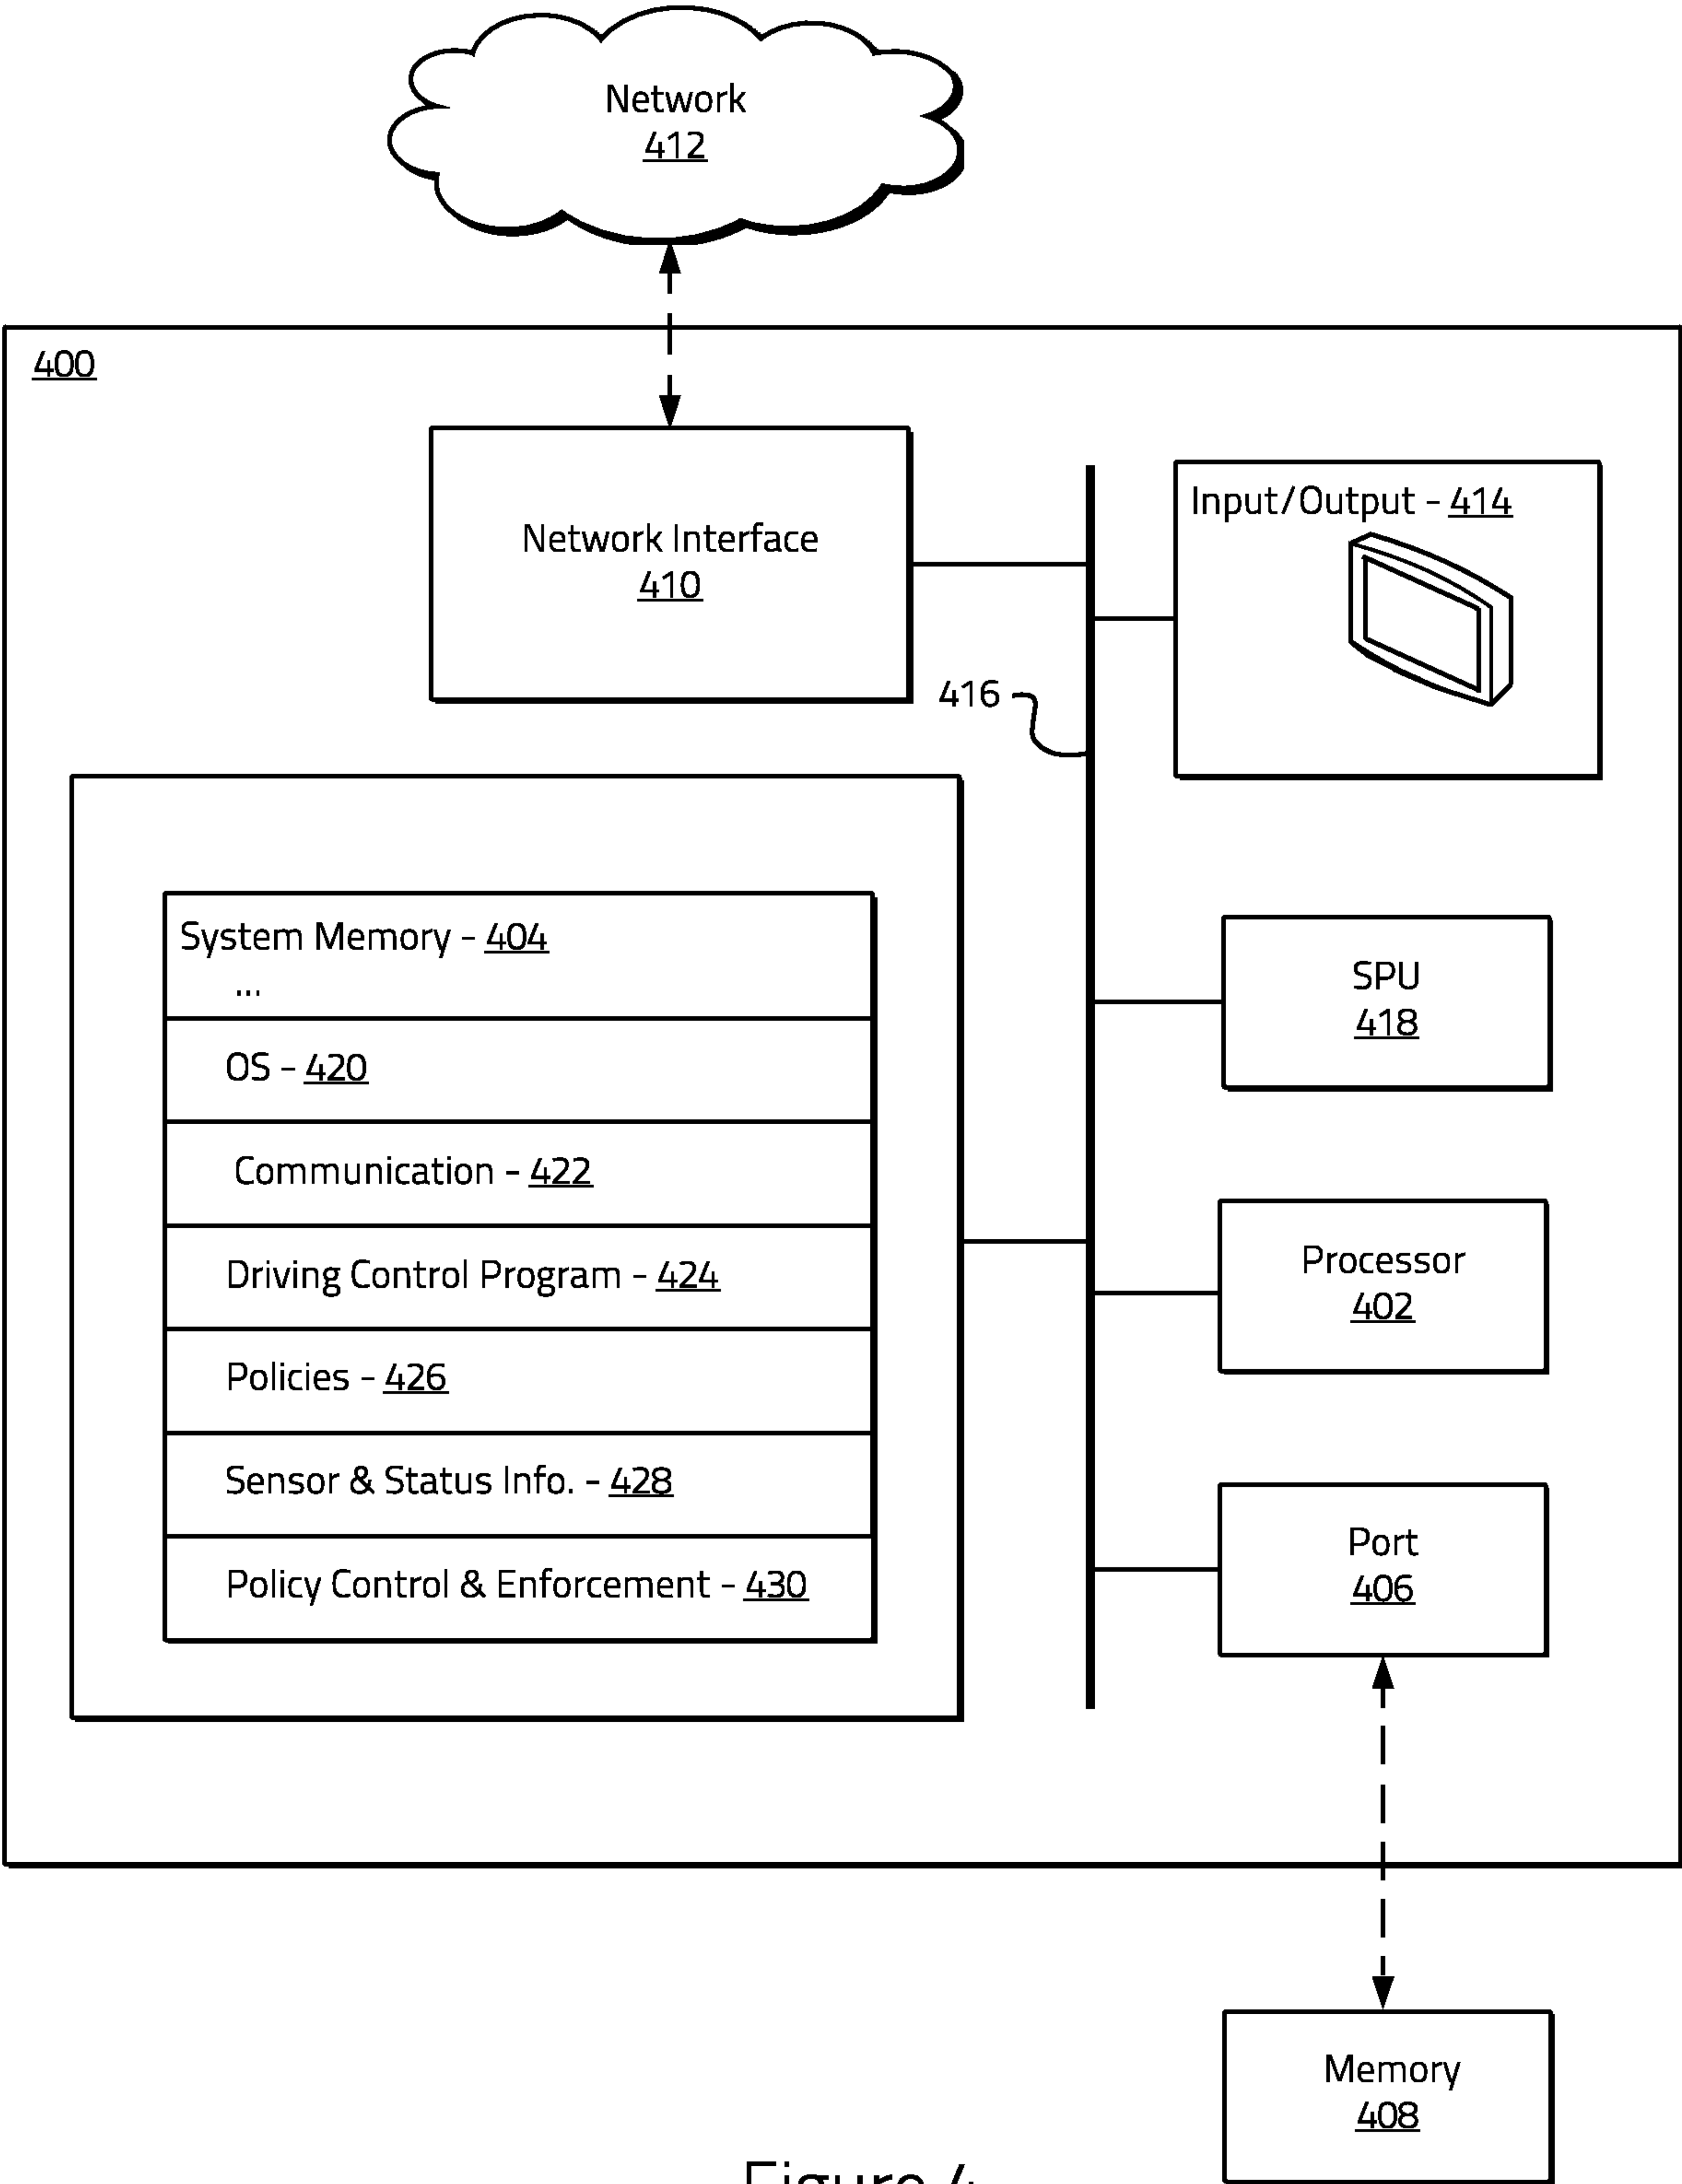 Network
412
400
Network Interface
410
Input/Output - 414
416
System Memory - 404
...
OS - 420
Communication - 422
Driving Control Program - 424
Policies - 426
Sensor & Status Info. - 428
Policy Control & Enforcement - 430
SPU
418
Processor
402
Port
406
Memory
408
Figure 4